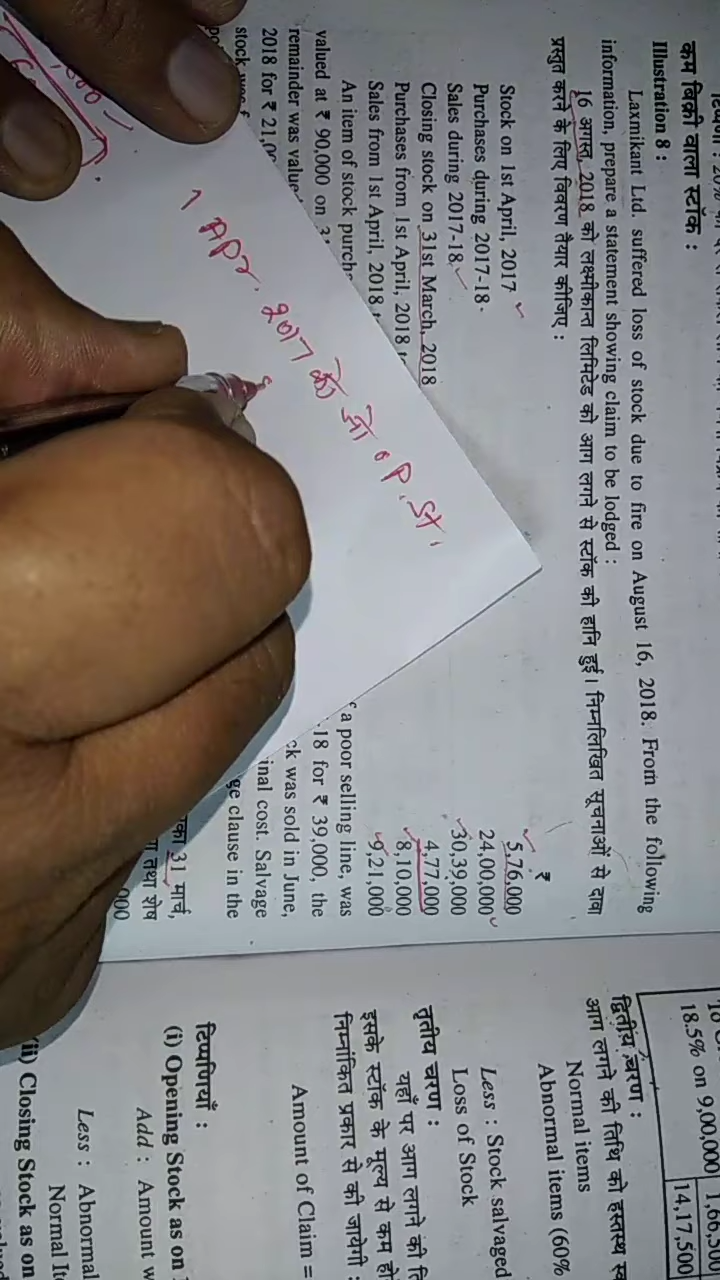 कम बिक्री वाला स्टॉक :
Illustration 8 :
Laxmikant Ltd. suffered loss of stock due to fire on August 16, 2018. From the following
information, prepare a statement showing claim to be lodged :
16 अगस्त, 2018 को लक्ष्मीकान्त लिमिटेड को आग लगने से स्टॉक की हानि हुई। निम्नलिखित सूचनाओं से दावा
प्रस्तुत करने के लिए विवरण तैयार कीजिए :
₹
Stock on 1st April, 2017 5,76,000
Purchases during 2017-18 24,00,000
Sales during 2017-18 30,39,000
Closing stock on 31st March, 2018 4,77,000
Purchases from 1st April, 2018 8,10,000
Sales from 1st April, 2018 9,21,000
An item of stock purch f a poor selling line, was
valued at ₹ 90,000 on 18 for ₹ 39,000, the
remainder was value ck was sold in June,
2018 for ₹ 21,0 inal cost. Salvage
stock ge clause in the
31 मार्च,
तथा शेष
000
1 Apr. 2017 को जो OP. St.
18.5% on 9,00,000 1,66,500
14,17,500
द्वितीय चरण :
आग लगने की तिथि को हस्तस्थ
Normal items
Abnormal items (60%
Less : Stock salvaged
Loss of Stock
तृतीय चरण :
यहाँ पर आग लगने की
इसके स्टॉक के मूल्य से कम हो
निम्नांकित प्रकार से की जायेगी :
Amount of Claim =
टिप्पणियाँ :
(i) Opening Stock as on
Add : Amount w
Less : Abnormal
Normal It
(ii) Closing Stock as on